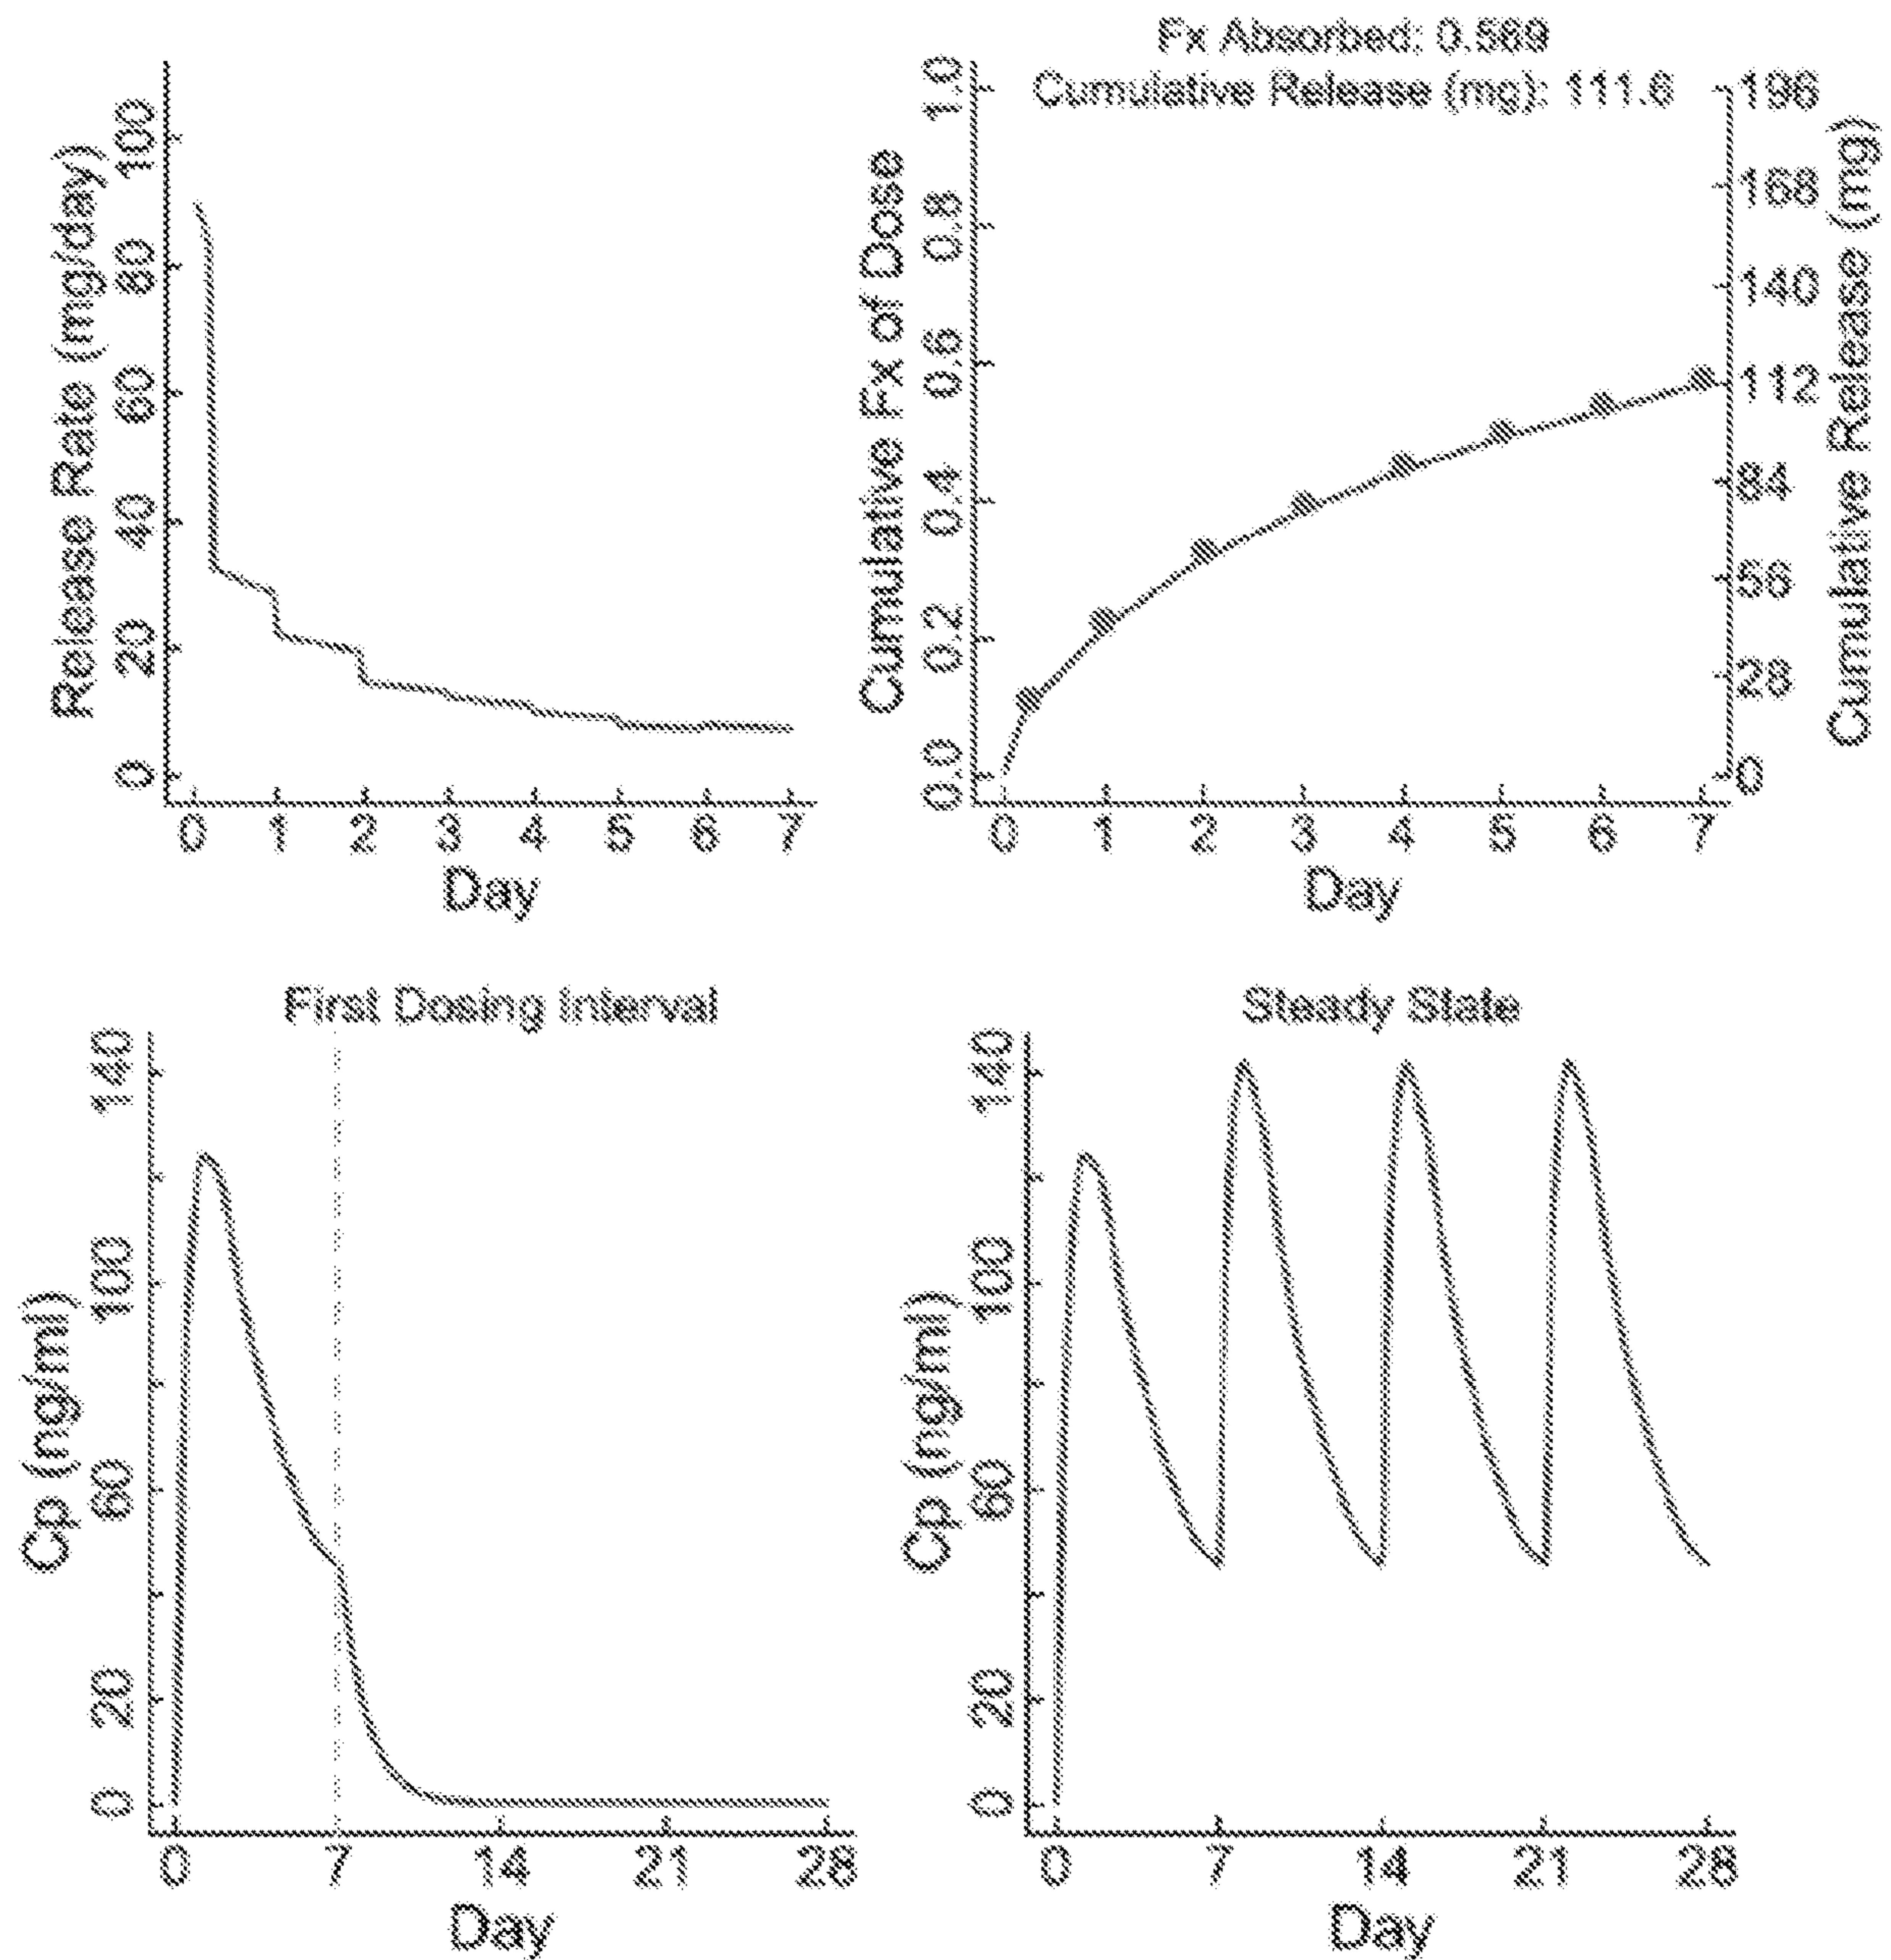 Release Rate (mg/day)
100
80
60
40
20
0
0 1 2 3 4 5 6 7
Day
Fx Absorbed: 0.569
Cumulative Release (mg): 111.6
Cumulative Fx of Dose
1.0
0.8
0.6
0.4
0.2
0.0
196
168
140
112
84
56
28
0
Cumulative Release (mg)
0 1 2 3 4 5 6 7
Day
First Dosing Interval
Cp (ng/ml)
140
100
60
20
0
0 7 14 21 28
Day
Steady State
Cp (ng/ml)
140
100
60
20
0
0 7 14 21 28
Day